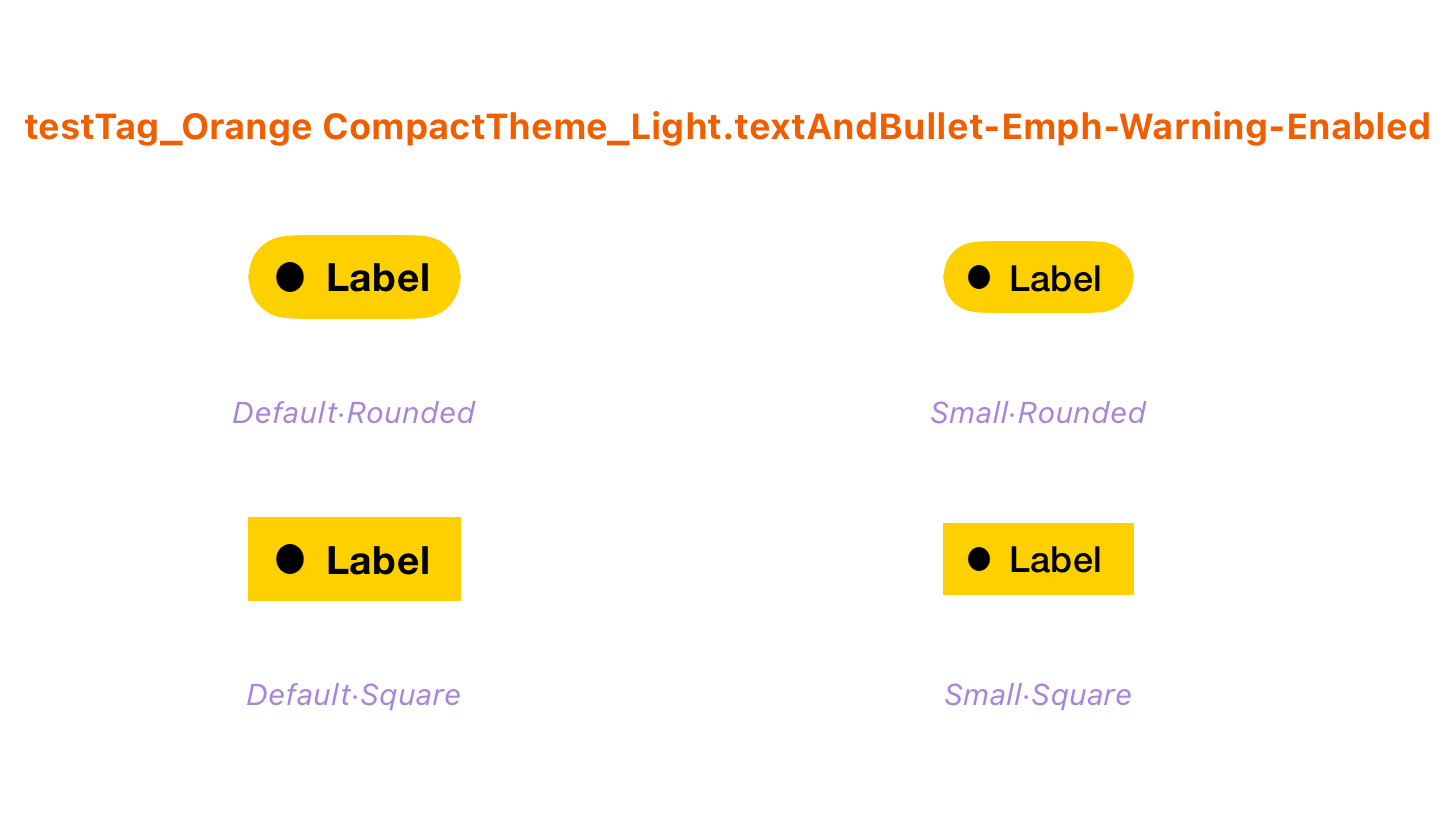 testTag_Orange CompactTheme_Light.textAndBullet-Emph-Warning-Enabled
Label
Label
Default·Rounded
Small·Rounded
Label
Label
Default·Square
Small·Square